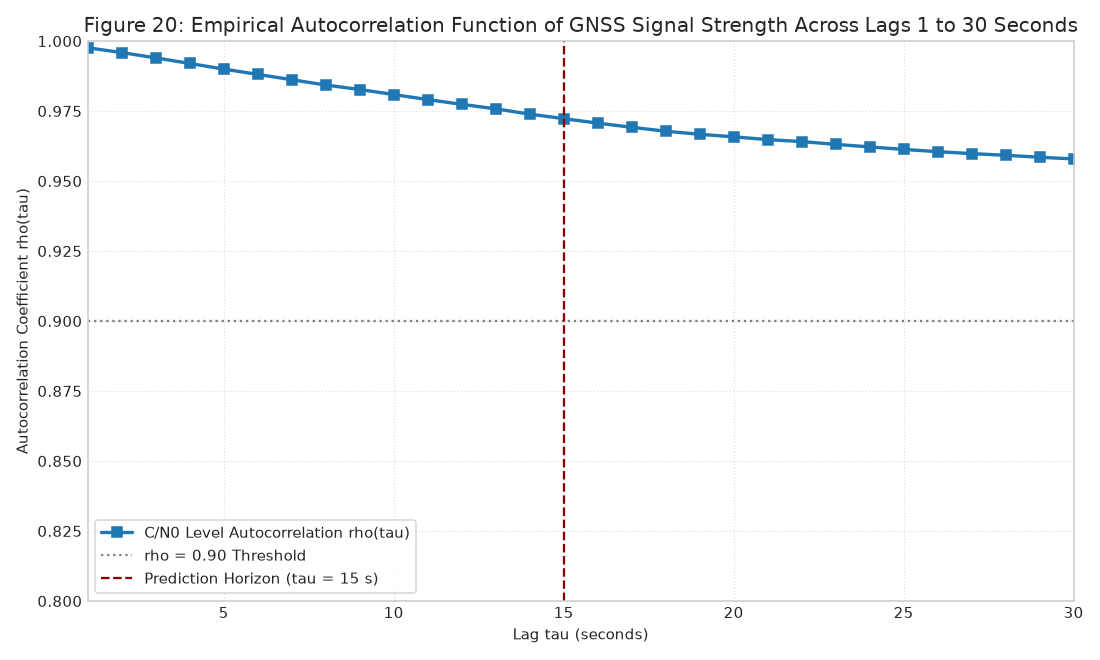 Figure 20: Empirical Autocorrelation Function of GNSS Signal Strength Across Lags 1 to 30 Seconds
1.000
0.975
0.950
0.925
0.900
0.875
0.850
0.825
0.800
Autocorrelation Coefficient rho(tau)
C/N0 Level Autocorrelation rho(tau)
rho = 0.90 Threshold
Prediction Horizon (tau = 15 s)
5 10 15 20 25 30
Lag tau (seconds)